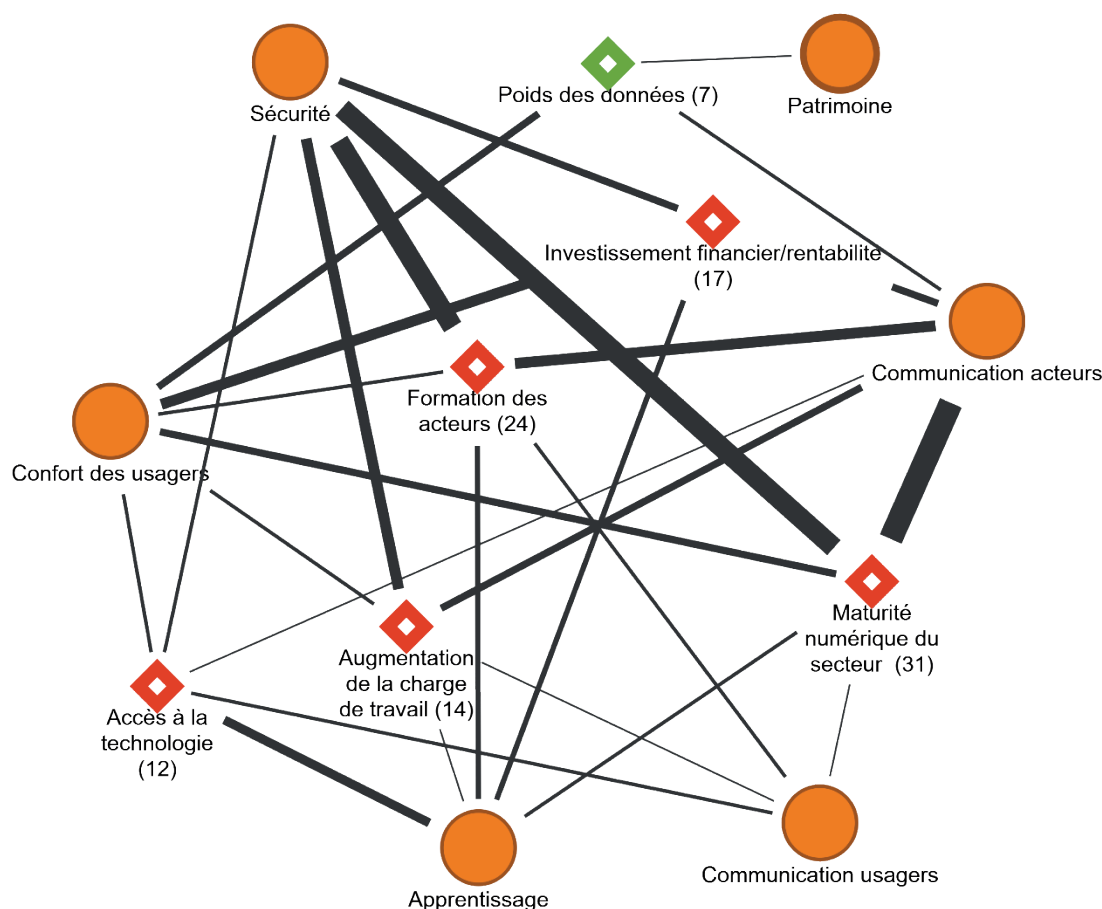 Sécurité
Poids des données (7)
Patrimoine
Investissement financier/rentabilité
(17)
Communication acteurs
Formation des
acteurs (24)
Confort des usagers
Maturité
numérique du
secteur (31)
Augmentation
de la charge
de travail (14)
Accès à la
technologie
(12)
Communication usagers
Apprentissage